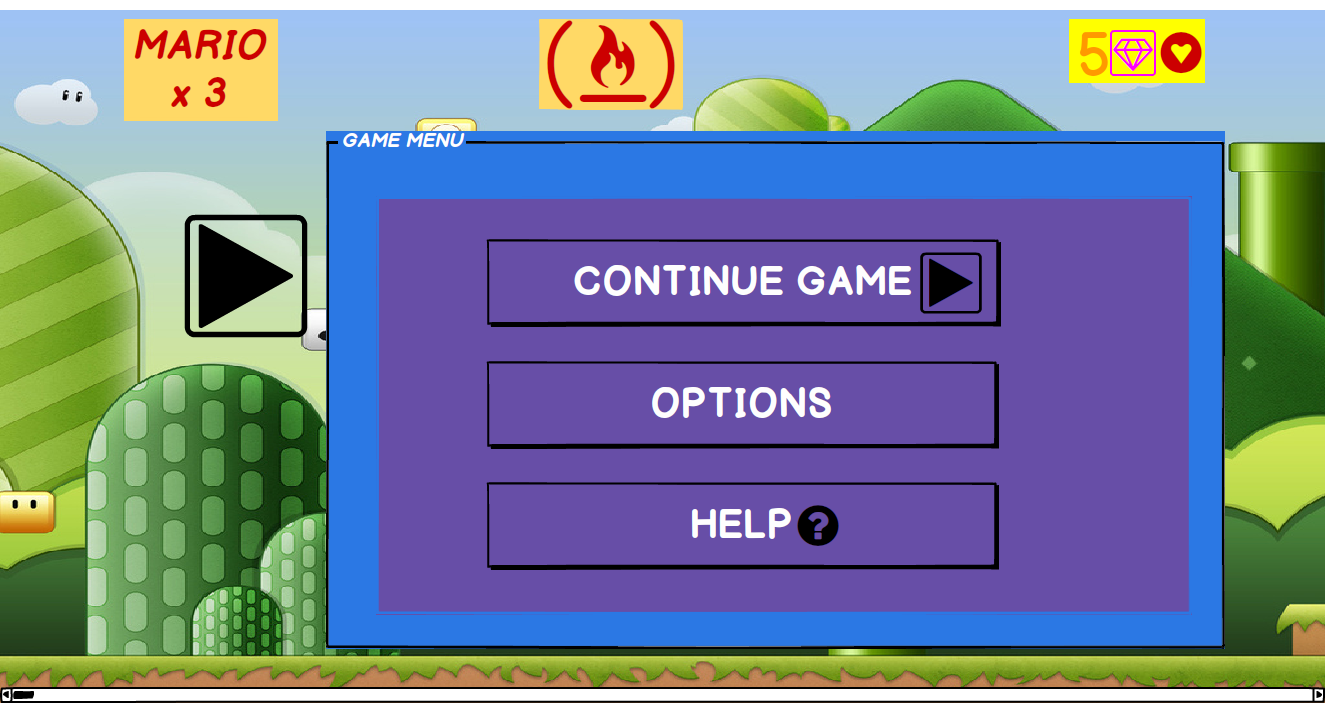 MARIO
x 3
5
GAME MENU
CONTINUE GAME
OPTIONS
HELP ?